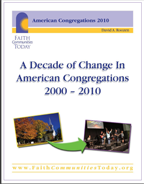 American Congregations 2010
David A. Roozen
FAITH
Communities
TODAY
A Decade of Change In
American Congregations
2000 – 2010
www.FaithCommunitiesToday.org